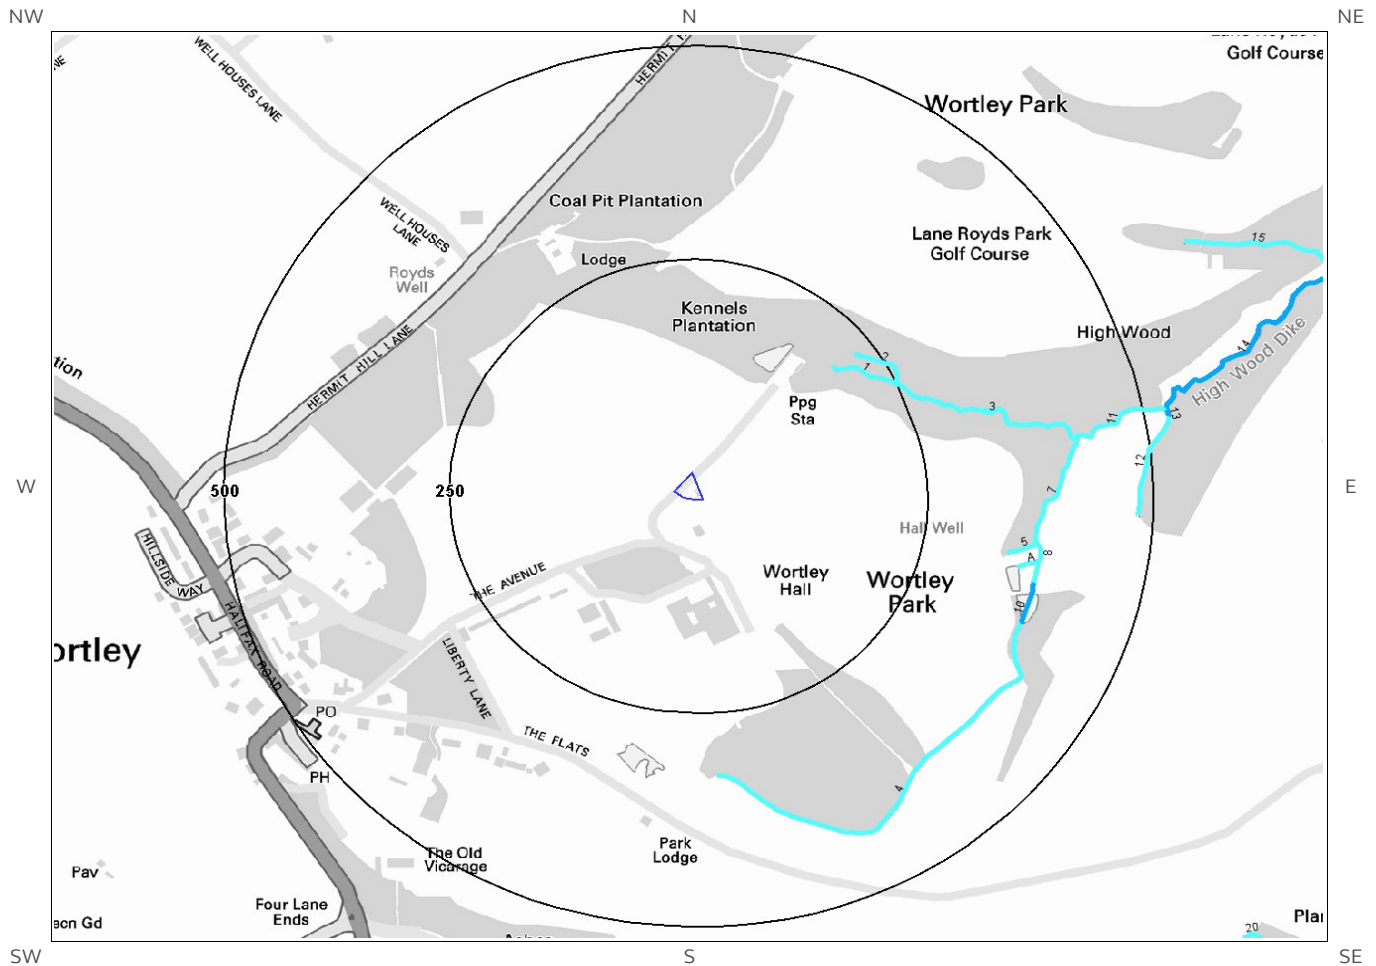 NW
N
NE
WELL HOUSES LANE
HERMIT
Golf Course
Wortley Park
Coal Pit Plantation
WELL HOUSES
LANE
Lane Royds Park
Golf Course
15
Lodge
Royds
Well
Kennels
Plantation
High Wood
14
High Wood Dike
HERMIT HILL LANE
tion
2
1
3
11
13
Ppg
Sta
12
W
500
250
7
E
Hall Well
HILLSIDE WAY
5
A
8
THE AVENUE
Wortley
Hall
Wortley
Park
10
HALIFAX ROAD
ortley
LIBERTY LANE
PO
THE FLATS
PH
4
Park
Lodge
The Old
Vicarage
Pav
Four Lane
Ends
Gd
Plan
20
SW
S
SE